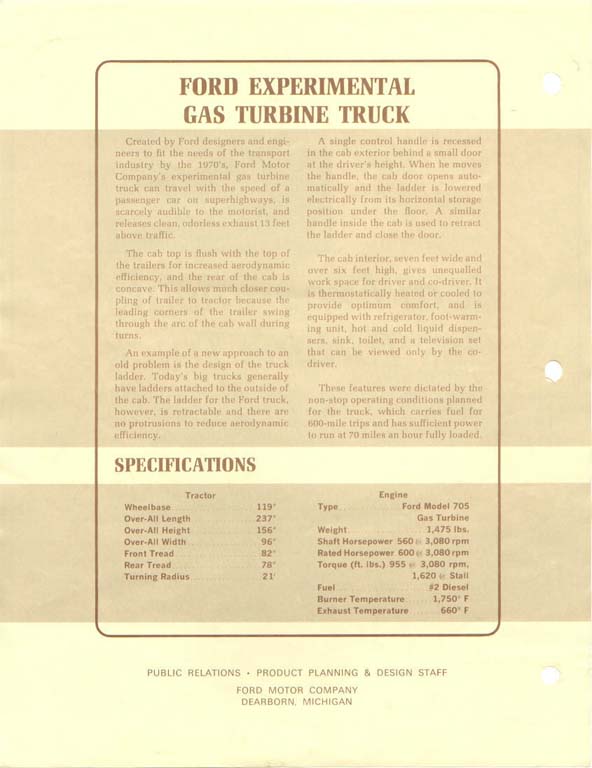 FORD EXPERIMENTAL
GAS TURBINE TRUCK
Created by Ford designers and engi-
neers to fit the needs of the transport
industry by the 1970's, Ford Motor
Company's experimental gas turbine
truck can travel with the speed of a
passenger car on superhighways, is
scarcely audible to the motorist, and
releases clean, odorless exhaust 13 feet
above traffic.
The cab top is flush with the top of
the trailers for increased aerodynamic
efficiency, and the rear of the cab is
concave. This allows much closer cou-
pling of trailer to tractor because the
leading corners of the trailer swing
through the arc of the cab wall during
turns.
An example of a new approach to an
old problem is the design of the truck
ladder. Today's big trucks generally
have ladders attached to the outside of
the cab. The ladder for the Ford truck,
however, is retractable and there are
no protrusions to reduce aerodynamic
efficiency.
A single control handle is recessed
in the cab exterior behind a small door
at the driver's height. When he moves
the handle, the cab door opens auto-
matically and the ladder is lowered
electrically from its horizontal storage
position under the floor. A similar
handle inside the cab is used to retract
the ladder and close the door.
The cab interior, seven feet wide and
over six feet high, gives unequalled
work space for driver and co-driver. It
is thermostatically heated or cooled to
provide optimum comfort, and is
equipped with refrigerator, foot-warm-
ing unit, hot and cold liquid dispen-
sers, sink, toilet, and a television set
that can be viewed only by the co-
driver.
These features were dictated by the
non-stop operating conditions planned
for the truck, which carries fuel for
600-mile trips and has sufficient power
to run at 70 miles an hour fully loaded.
SPECIFICATIONS
Tractor
Wheelbase 119"
Over-All Length 237"
Over-All Height 156"
Over-All Width 96"
Front Tread 82"
Rear Tread 78"
Turning Radius 21'
Engine
Type Ford Model 705
Gas Turbine
Weight 1,475 lbs.
Shaft Horsepower 560 @ 3,080 rpm
Rated Horsepower 600 @ 3,080 rpm
Torque (ft. lbs.) 955 @ 3,080 rpm,
1,620 @ Stall
Fuel #2 Diesel
Burner Temperature 1,750° F
Exhaust Temperature 660° F
PUBLIC RELATIONS • PRODUCT PLANNING & DESIGN STAFF
FORD MOTOR COMPANY
DEARBORN, MICHIGAN